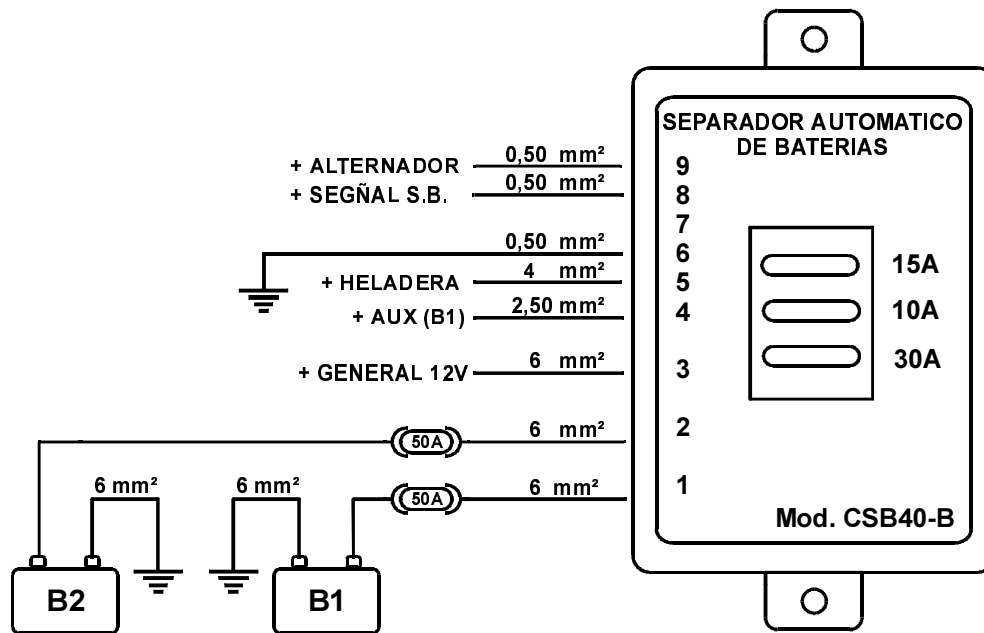 SEPARADOR AUTOMATICO
DE BATERIAS
+ ALTERNADOR 0,50 mm² 9
+ SEGÑAL S.B. 0,50 mm² 8
7
0,50 mm² 6
+ HELADERA 4 mm² 5
+ AUX (B1) 2,50 mm² 4
+ GENERAL 12V 6 mm² 3
50A 6 mm² 2
50A 6 mm² 1
15A
10A
30A
6 mm²
6 mm²
Mod. CSB40-B
B2
B1